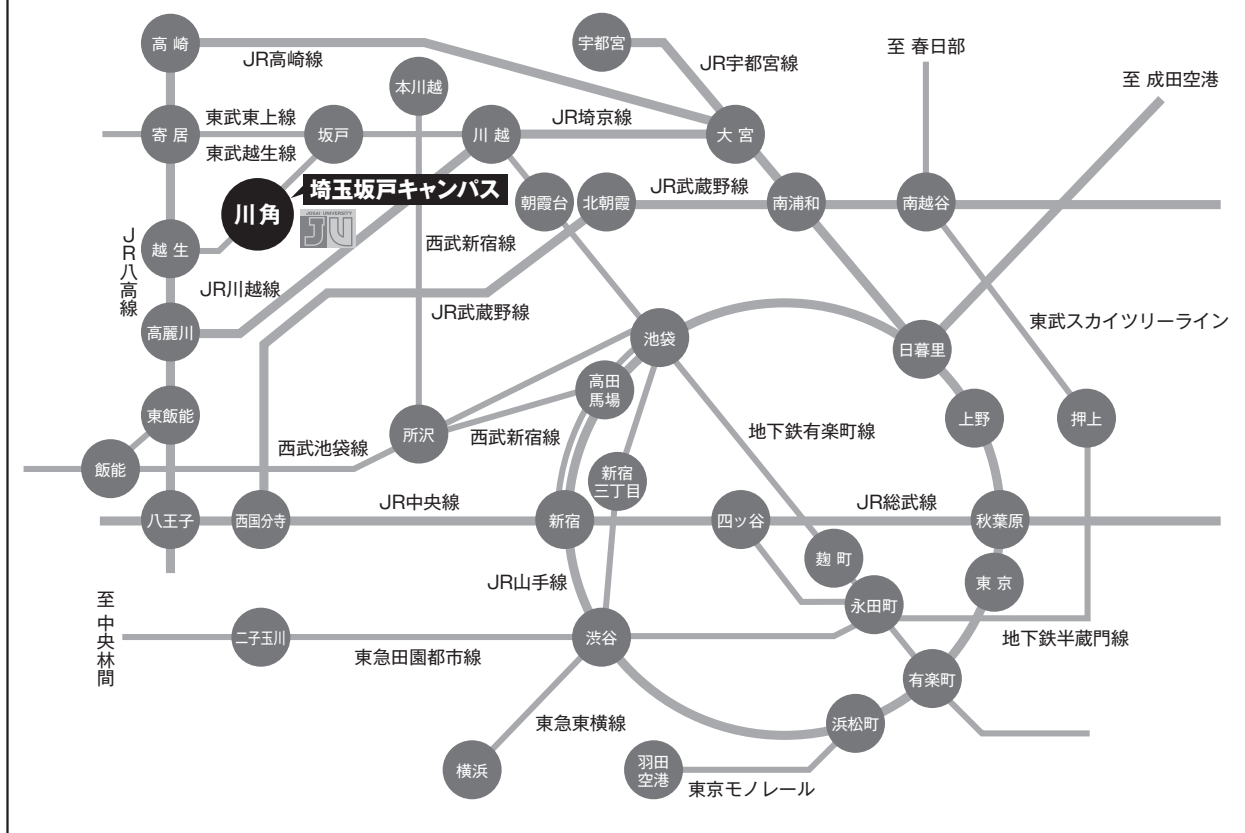 高崎
JR高崎線
宇都宮
JR宇都宮線
至 春日部
至 成田空港
本川越
寄居
東武東上線
東武越生線
坂戸
川越
JR埼京線
大宮
川角
埼玉坂戸キャンパス
JOSAI UNIVERSITY
JU
朝霞台
北朝霞
JR武蔵野線
南浦和
南越谷
JR八高線
越生
西武新宿線
JR川越線
JR武蔵野線
高麗川
池袋
日暮里
東武スカイツリーライン
高田
馬場
東飯能
所沢
西武新宿線
西武池袋線
地下鉄有楽町線
上野
押上
飯能
新宿
三丁目
八王子
西国分寺
JR中央線
新宿
四ッ谷
JR総武線
秋葉原
麹町
JR山手線
東京
永田町
至 中央林間
二子玉川
東急田園都市線
渋谷
地下鉄半蔵門線
有楽町
東急東横線
浜松町
横浜
羽田
空港
東京モノレール